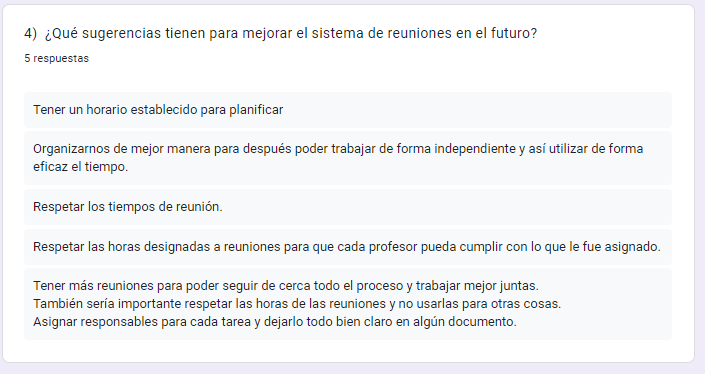 4) ¿Qué sugerencias tienen para mejorar el sistema de reuniones en el futuro?
5 respuestas
Tener un horario establecido para planificar
Organizarnos de mejor manera para después poder trabajar de forma independiente y así utilizar de forma
eficaz el tiempo.
Respetar los tiempos de reunión.
Respetar las horas designadas a reuniones para que cada profesor pueda cumplir con lo que le fue asignado.
Tener más reuniones para poder seguir de cerca todo el proceso y trabajar mejor juntas.
También sería importante respetar las horas de las reuniones y no usarlas para otras cosas.
Asignar responsables para cada tarea y dejarlo todo bien claro en algún documento.